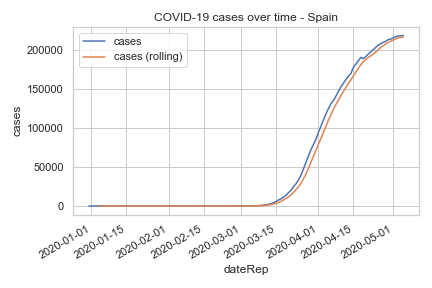 COVID-19 cases over time - Spain
cases
cases (rolling)
cases
200000
150000
100000
50000
0
2020-01-01
2020-01-15
2020-02-01
2020-02-15
2020-03-01
2020-03-15
2020-04-01
2020-04-15
2020-05-01
dateRep